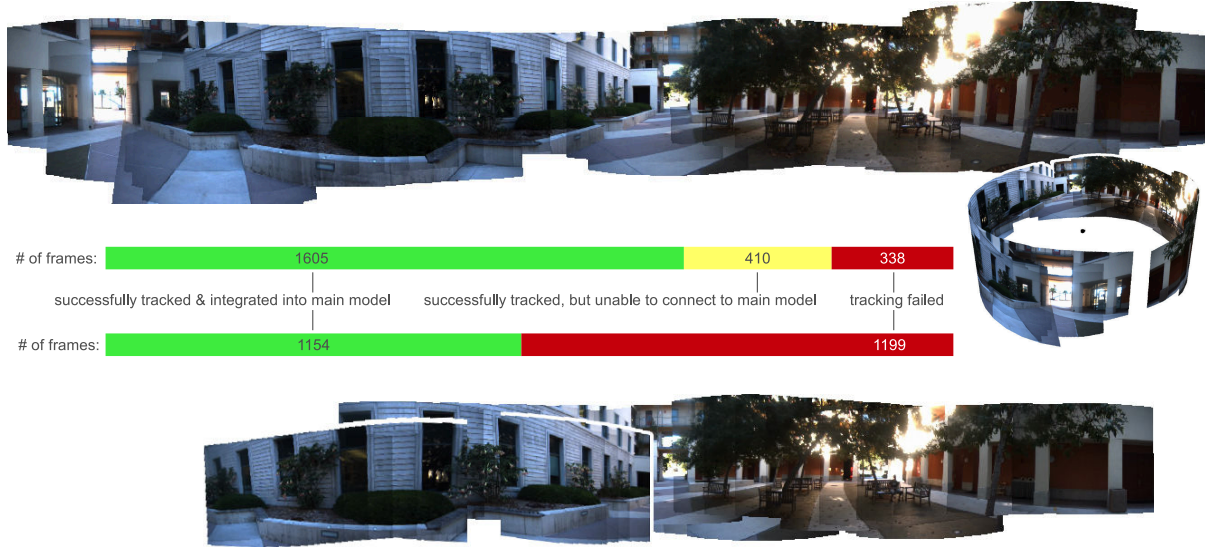 # of frames: 1605 410 338
successfully tracked & integrated into main model successfully tracked, but unable to connect to main model tracking failed
# of frames: 1154 1199